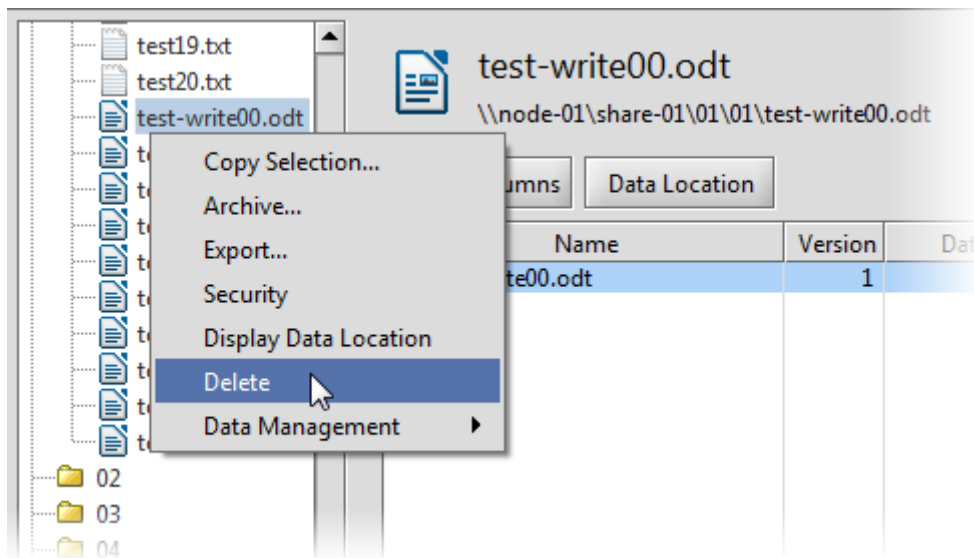 test19.txt
test20.txt
test-write00.odt
Copy Selection...
Archive...
Export...
Security
Display Data Location
Delete
Data Management
02
03
04
test-write00.odt
\\node-01\share-01\01\01\test-write00.odt
umns
Data Location
Name
Version
Dat
te00.odt
1